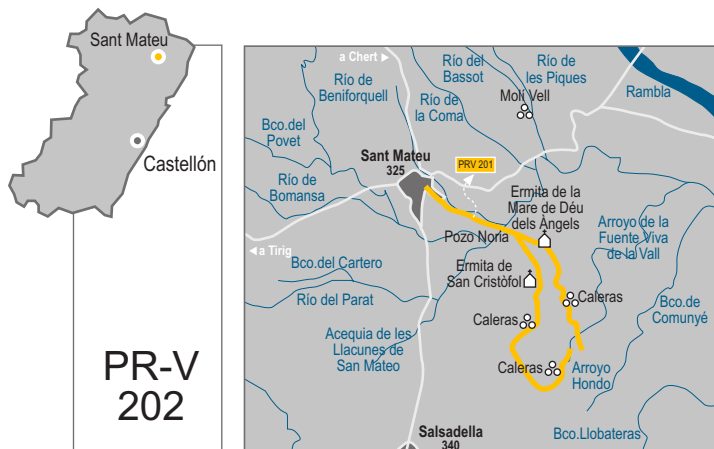 Sant Mateu
Castellón
PR-V
202
a Chert
Río de
Beniforquell
Río del
Bassot
Río de
les Piques
Molí Vell
Rambla
Río de
la Coma
Bco.del
Povet
Sant Mateu
325
PRV 201
Río de
Bomansa
Ermita de la
Mare de Déu
dels Àngels
Pozo Noria
Arroyo de la
Fuente Viva
de la Vall
a Tirig
Bco.del Cartero
Ermita de
San Cristòfol
Río del Parat
Caleras
Bco.de
Comunyé
Caleras
Acequia de les
Llacunes de
San Mateo
Caleras
Arroyo
Hondo
Salsadella
340
Bco.Llobateras